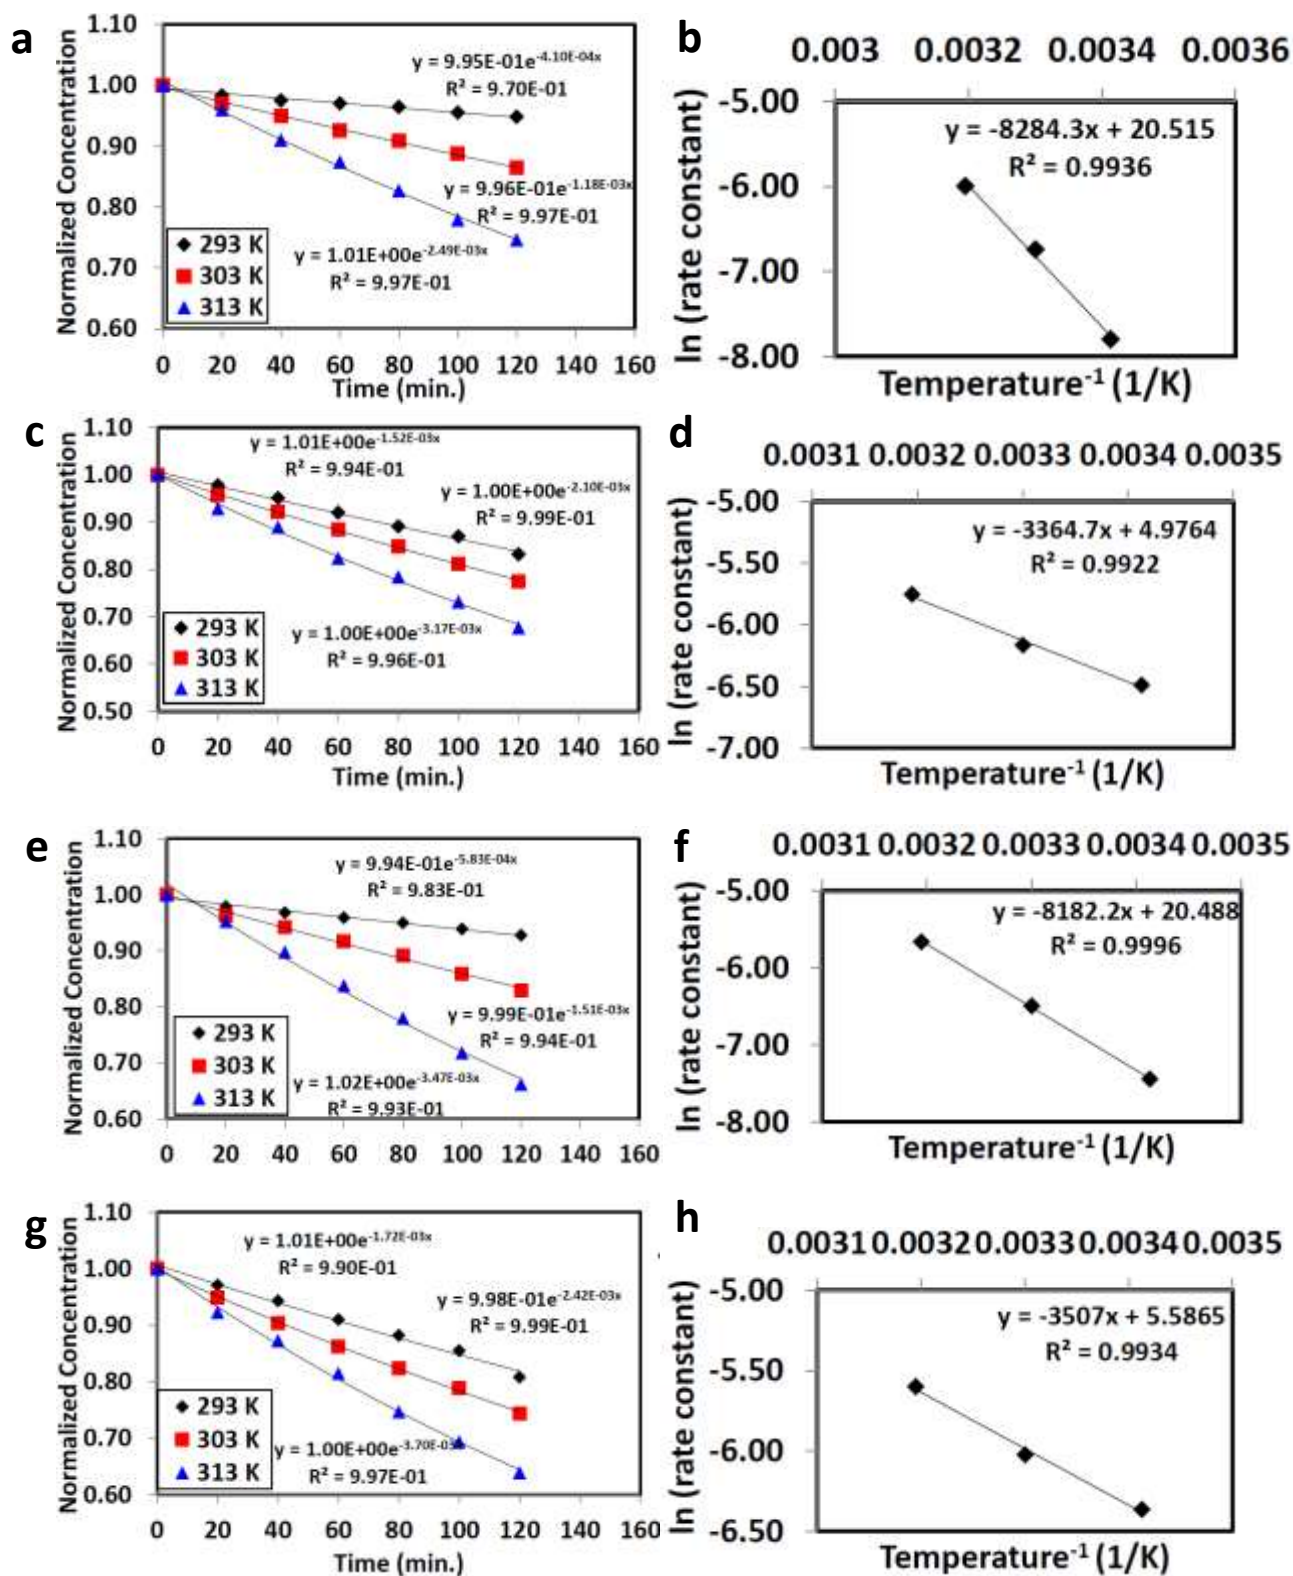 a
1.10
1.00
0.90
0.80
0.70
0.60
Normalized Concentration
y = 9.95E-01e-4.10E-04x
R² = 9.70E-01
y = 9.96E-01e-1.18E-03x
R² = 9.97E-01
y = 1.01E+00e-2.49E-03x
R² = 9.97E-01
293 K
303 K
313 K
0 20 40 60 80 100 120 140 160
Time (min.)
b
0.003 0.0032 0.0034 0.0036
-5.00
-6.00
-7.00
-8.00
ln (rate constant)
y = -8284.3x + 20.515
R² = 0.9936
Temperature-1 (1/K)
c
1.10
1.00
0.90
0.80
0.70
0.60
0.50
Normalized Concentration
y = 1.01E+00e-1.52E-03x
R² = 9.94E-01
y = 1.00E+00e-2.10E-03x
R² = 9.99E-01
y = 1.00E+00e-3.17E-03x
R² = 9.96E-01
293 K
303 K
313 K
0 20 40 60 80 100 120 140 160
Time (min.)
d
0.0031 0.0032 0.0033 0.0034 0.0035
-5.00
-5.50
-6.00
-6.50
-7.00
ln (rate constant)
y = -3364.7x + 4.9764
R² = 0.9922
Temperature-1 (1/K)
e
1.10
1.00
0.90
0.80
0.70
0.60
Normalized Concentration
y = 9.94E-01e-5.83E-04x
R² = 9.83E-01
y = 9.99E-01e-1.51E-03x
R² = 9.94E-01
y = 1.02E+00e-3.47E-03x
R² = 9.93E-01
293 K
303 K
313 K
0 20 40 60 80 100 120 140 160
Time (min.)
f
0.0031 0.0032 0.0033 0.0034 0.0035
-5.00
-6.00
-7.00
-8.00
ln (rate constant)
y = -8182.2x + 20.488
R² = 0.9996
Temperature-1 (1/K)
g
1.10
1.00
0.90
0.80
0.70
0.60
Normalized Concentration
y = 1.01E+00e-1.72E-03x
R² = 9.90E-01
y = 9.98E-01e-2.42E-03x
R² = 9.99E-01
y = 1.00E+00e-3.70E-03
R² = 9.97E-01
293 K
303 K
313 K
0 20 40 60 80 100 120 140 160
Time (min.)
h
0.0031 0.0032 0.0033 0.0034 0.0035
-5.00
-5.50
-6.00
-6.50
ln (rate constant)
y = -3507x + 5.5865
R² = 0.9934
Temperature-1 (1/K)